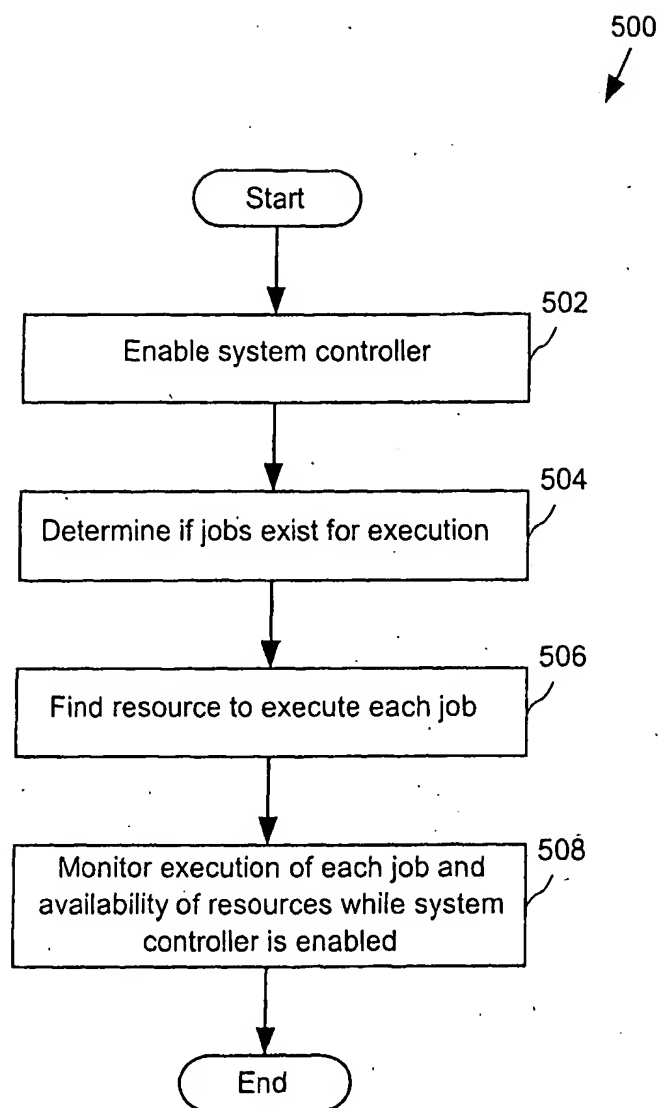 500
Start
502
Enable system controller
504
Determine if jobs exist for execution
506
Find resource to execute each job
508
Monitor execution of each job and
availability of resources while system
controller is enabled
End